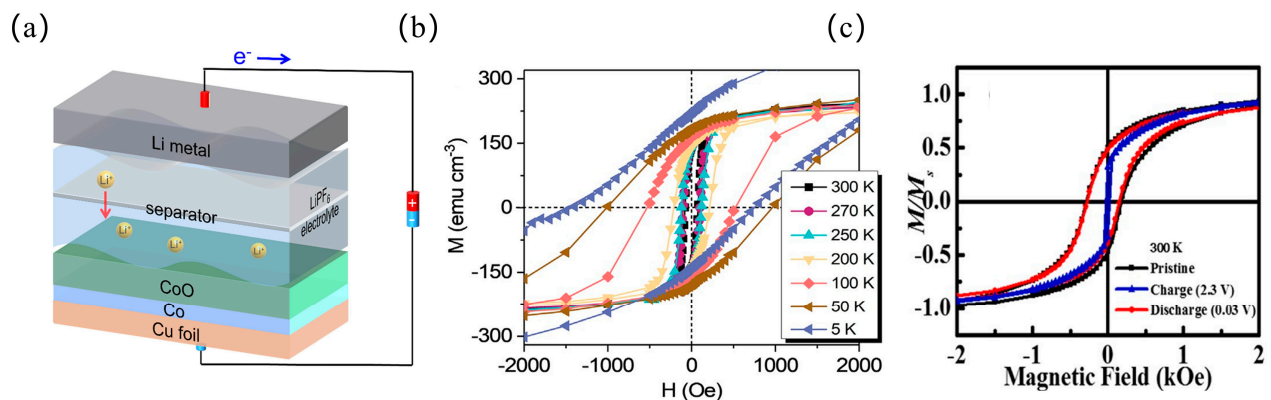 (a)
e- →
Li metal
Li+
LiPF6
electrolyte
separator
Li+
Li+
Li+
CoO
Co
Cu foil
+
-
(b)
M (emu cm-3)
300
150
0
-150
-300
-2000 -1000 0 1000 2000
H (Oe)
300 K
270 K
250 K
200 K
100 K
50 K
5 K
(c)
M/Ms
1.0
0.5
0.0
-0.5
-1.0
300 K
Pristine
Charge (2.3 V)
Discharge (0.03 V)
-2 -1 0 1 2
Magnetic Field (kOe)